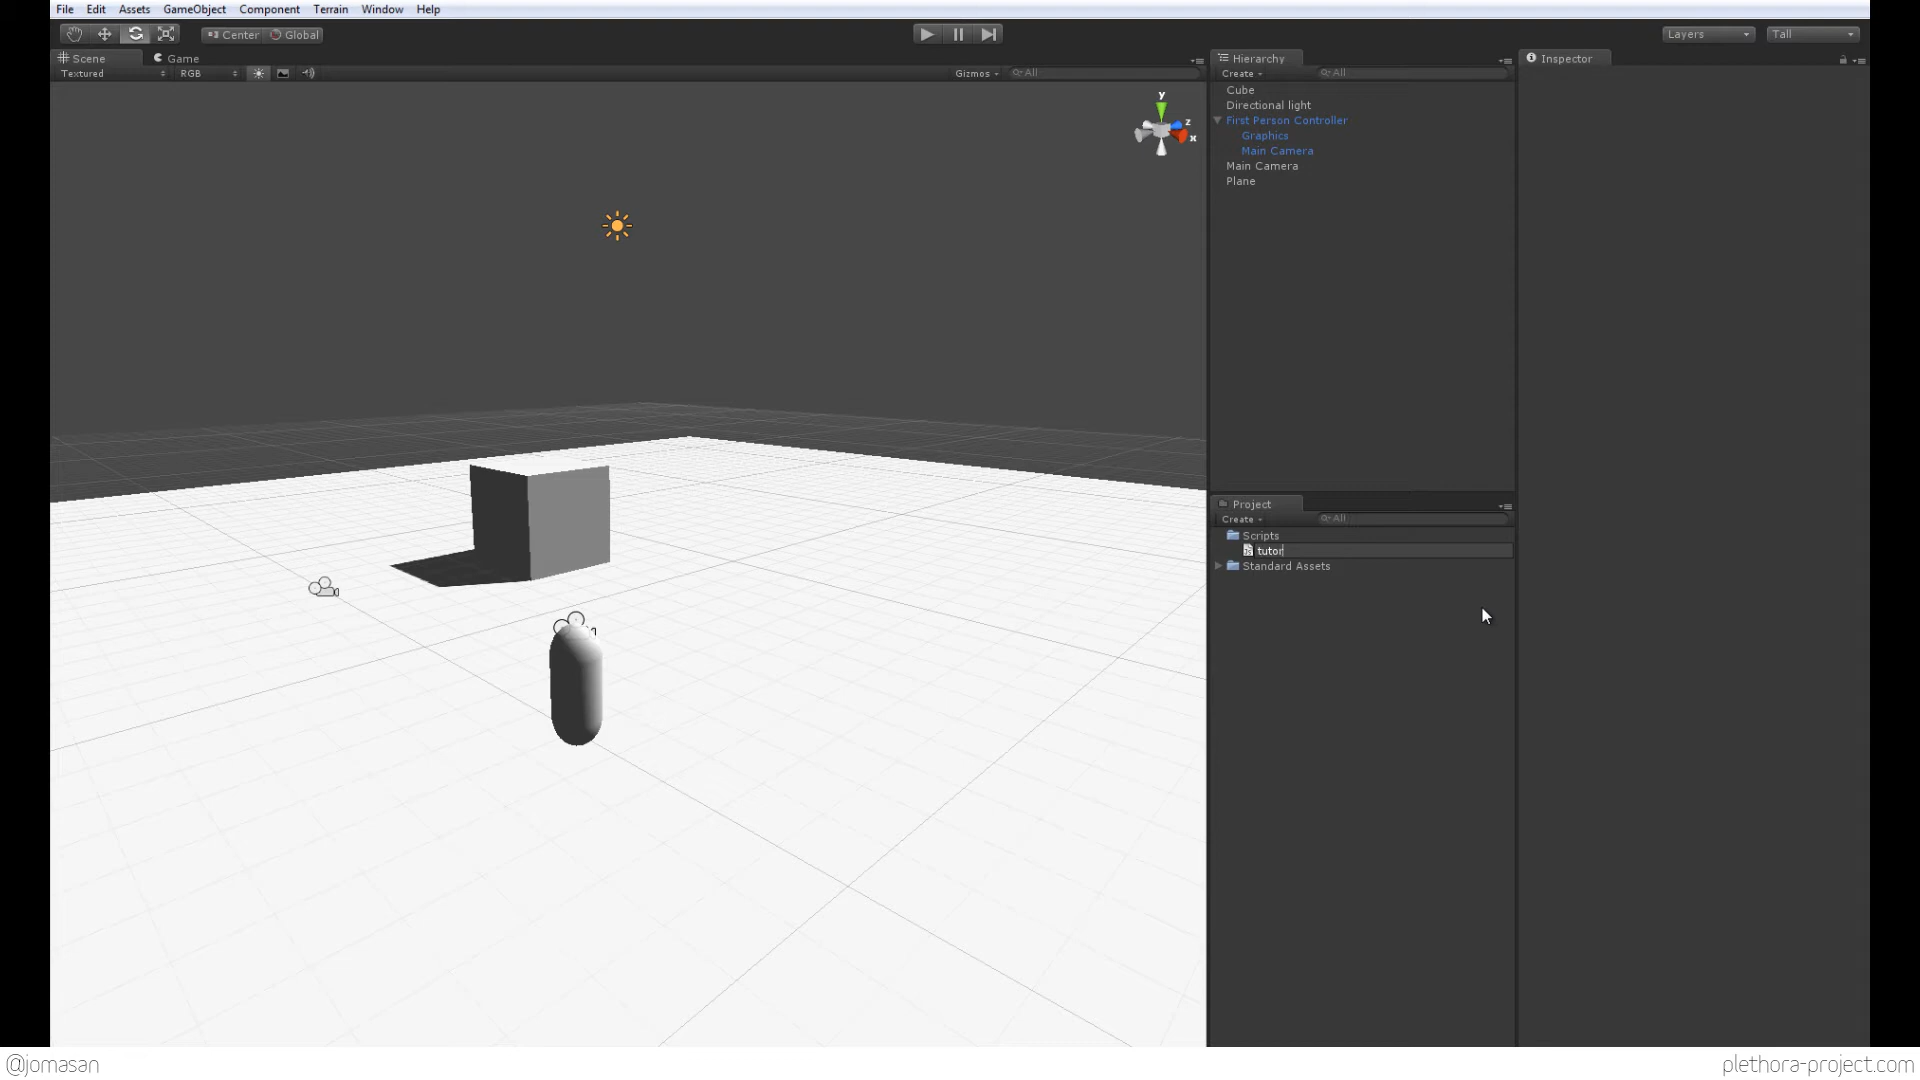 File Edit Assets GameObject Component Terrain Window Help
Center Global Layers Tall
Scene Game Hierarchy Inspector
Textured RGB Gizmos All Create All
y
z
x
Cube
Directional light
First Person Controller
Graphics
Main Camera
Main Camera
Plane
Project
Create All
Scripts
tutor
Standard Assets
@jomasan plethora-project.com